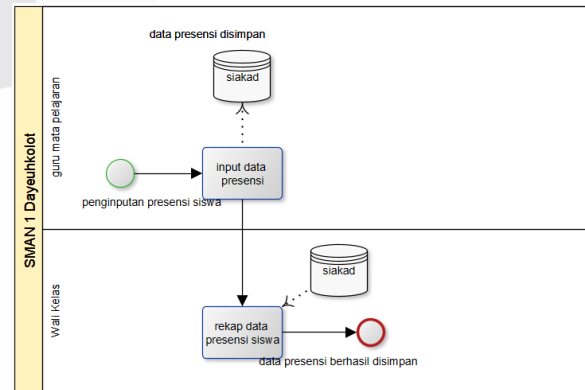 SMAN 1 Dayeuhkolot
guru mata pelajaran
data presensi disimpan
siakad
input data
presensi
penginputan presensi siswa
Wali Kelas
siakad
rekap data
presensi siswa
data presensi berhasil disimpan